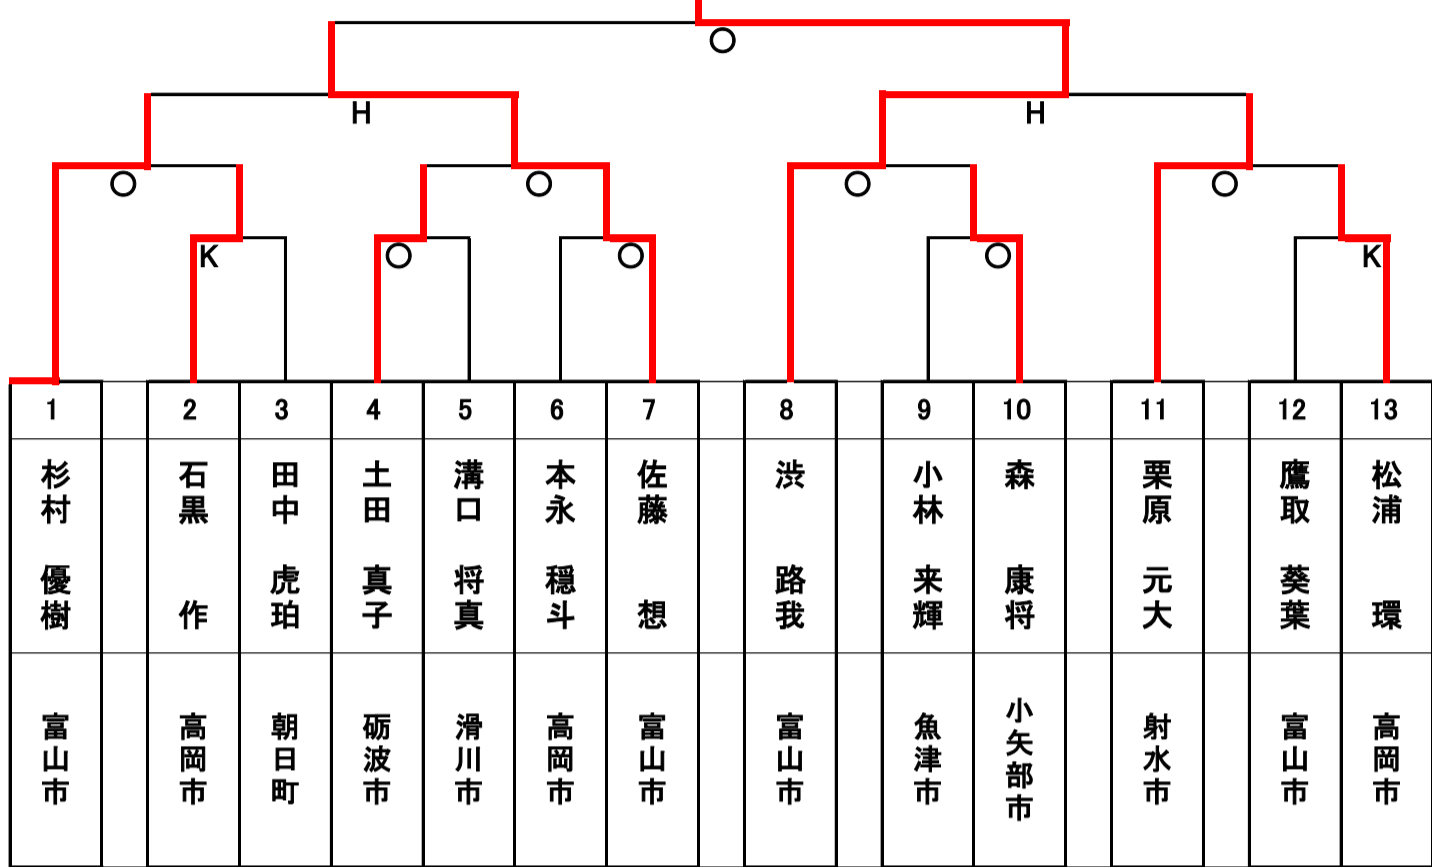 ○
H
H
○
○
○
○
K
○
○
○
K
1
2
3
4
5
6
7
8
9
10
11
12
13
杉村 優樹
石黒 作
田中 虎珀
土田 真子
溝口 将真
本永 穏斗
佐藤 想
渋 路我
小林 来輝
森 康将
栗原 元大
鷹取 葵葉
松浦 環
富山市
高岡市
朝日町
砺波市
滑川市
高岡市
富山市
富山市
魚津市
小矢部市
射水市
富山市
高岡市